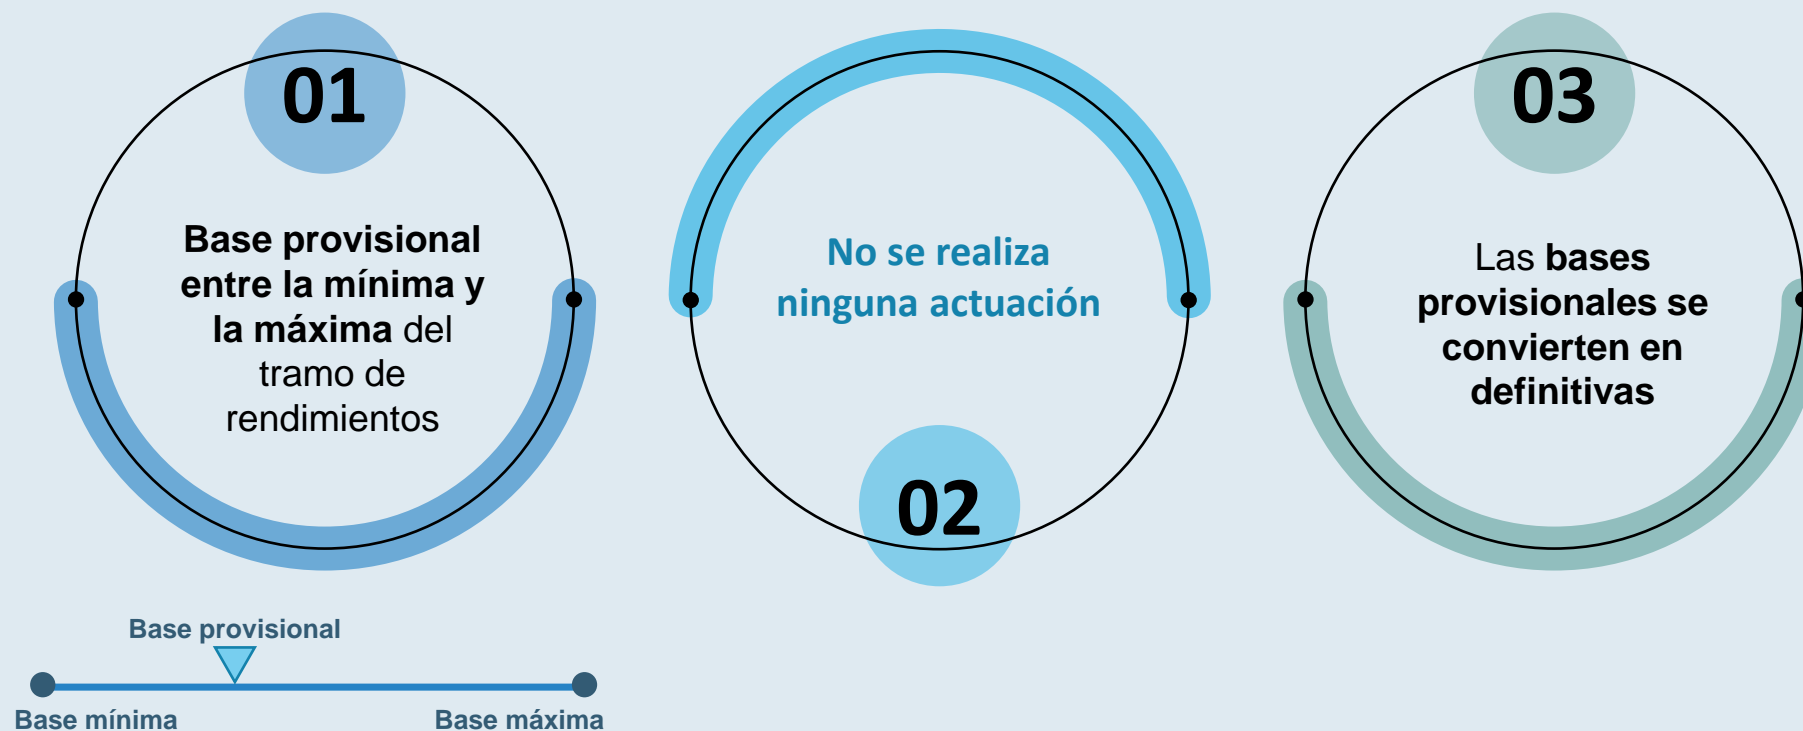 01
Base provisional
entre la mínima y
la máxima del
tramo de
rendimientos
No se realiza
ninguna actuación
02
03
Las bases
provisionales se
convierten en
definitivas
Base provisional
Base mínima
Base máxima